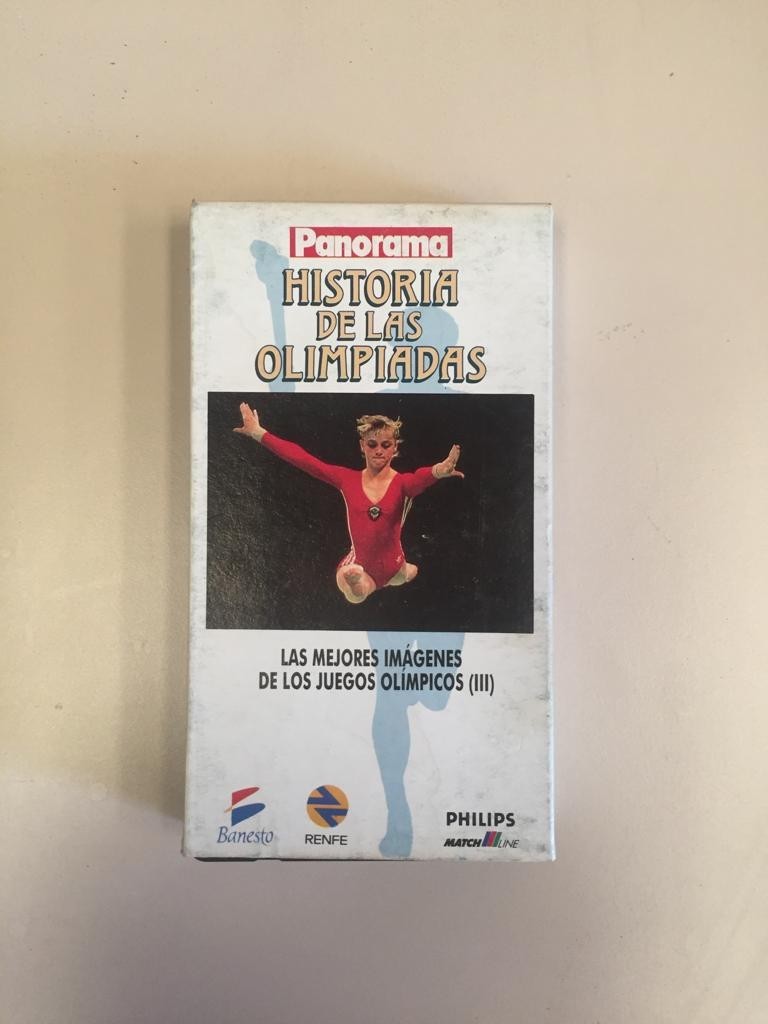 Panorama
HISTORIA
DE LAS
OLIMPIADAS
LAS MEJORES IMÁGENES
DE LOS JUEGOS OLÍMPICOS (III)
Banesto
RENFE
PHILIPS
MATCH LINE